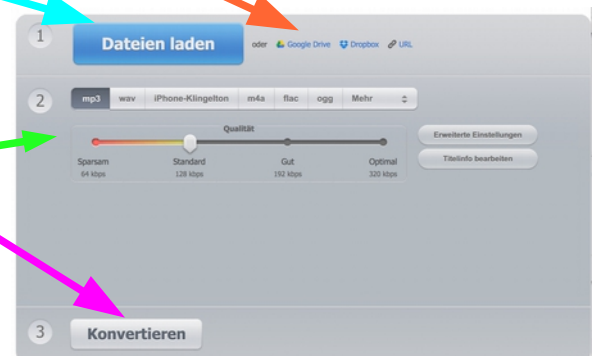 1 Dateien laden oder Google Drive Dropbox URL
2 mp3 wav iPhone-Klingelton m4a flac ogg Mehr
Qualität
Erweiterte Einstellungen
Sparsam Standard Gut Optimal
Titelinfo bearbeiten
64 kbps 128 kbps 192 kbps 320 kbps
3 Konvertieren